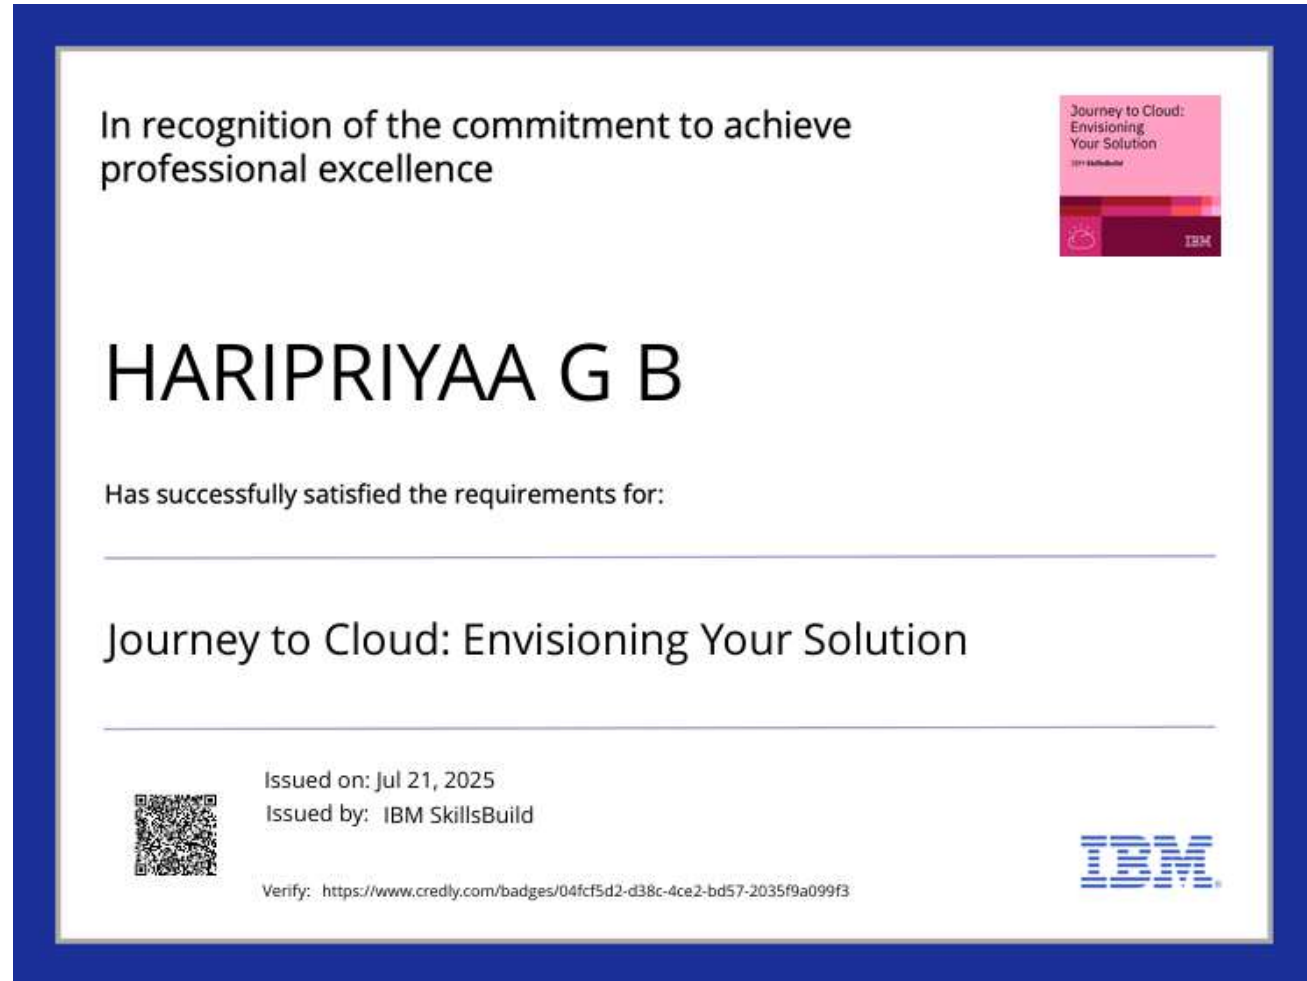 In recognition of the commitment to achieve
professional excellence
Journey to Cloud:
Envisioning
Your Solution
IBM SkillsBuild
IBM
HARIPRIYAA G B
Has successfully satisfied the requirements for:
Journey to Cloud: Envisioning Your Solution
Issued on: Jul 21, 2025
Issued by: IBM SkillsBuild
Verify: https://www.credly.com/badges/04fcf5d2-d38c-4ce2-bd57-2035f9a099f3
IBM